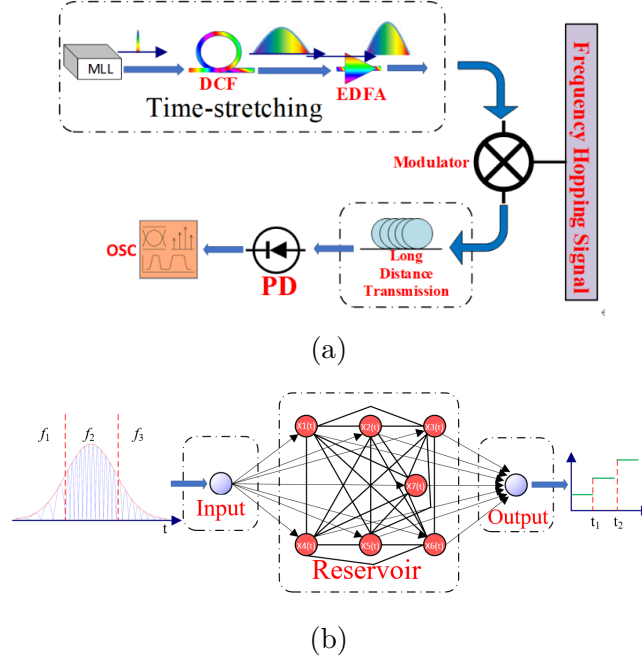 MLL
DCF
EDFA
Time-stretching
Modulator
Frequency Hopping Signal
OSC
PD
Long
Distance
Transmission
(a)
f1 f2 f3
t
Input
X1(t) X2(t) X3(t)
X7(t)
X4(t) X5(t) X6(t)
Reservoir
Output
t1 t2
(b)